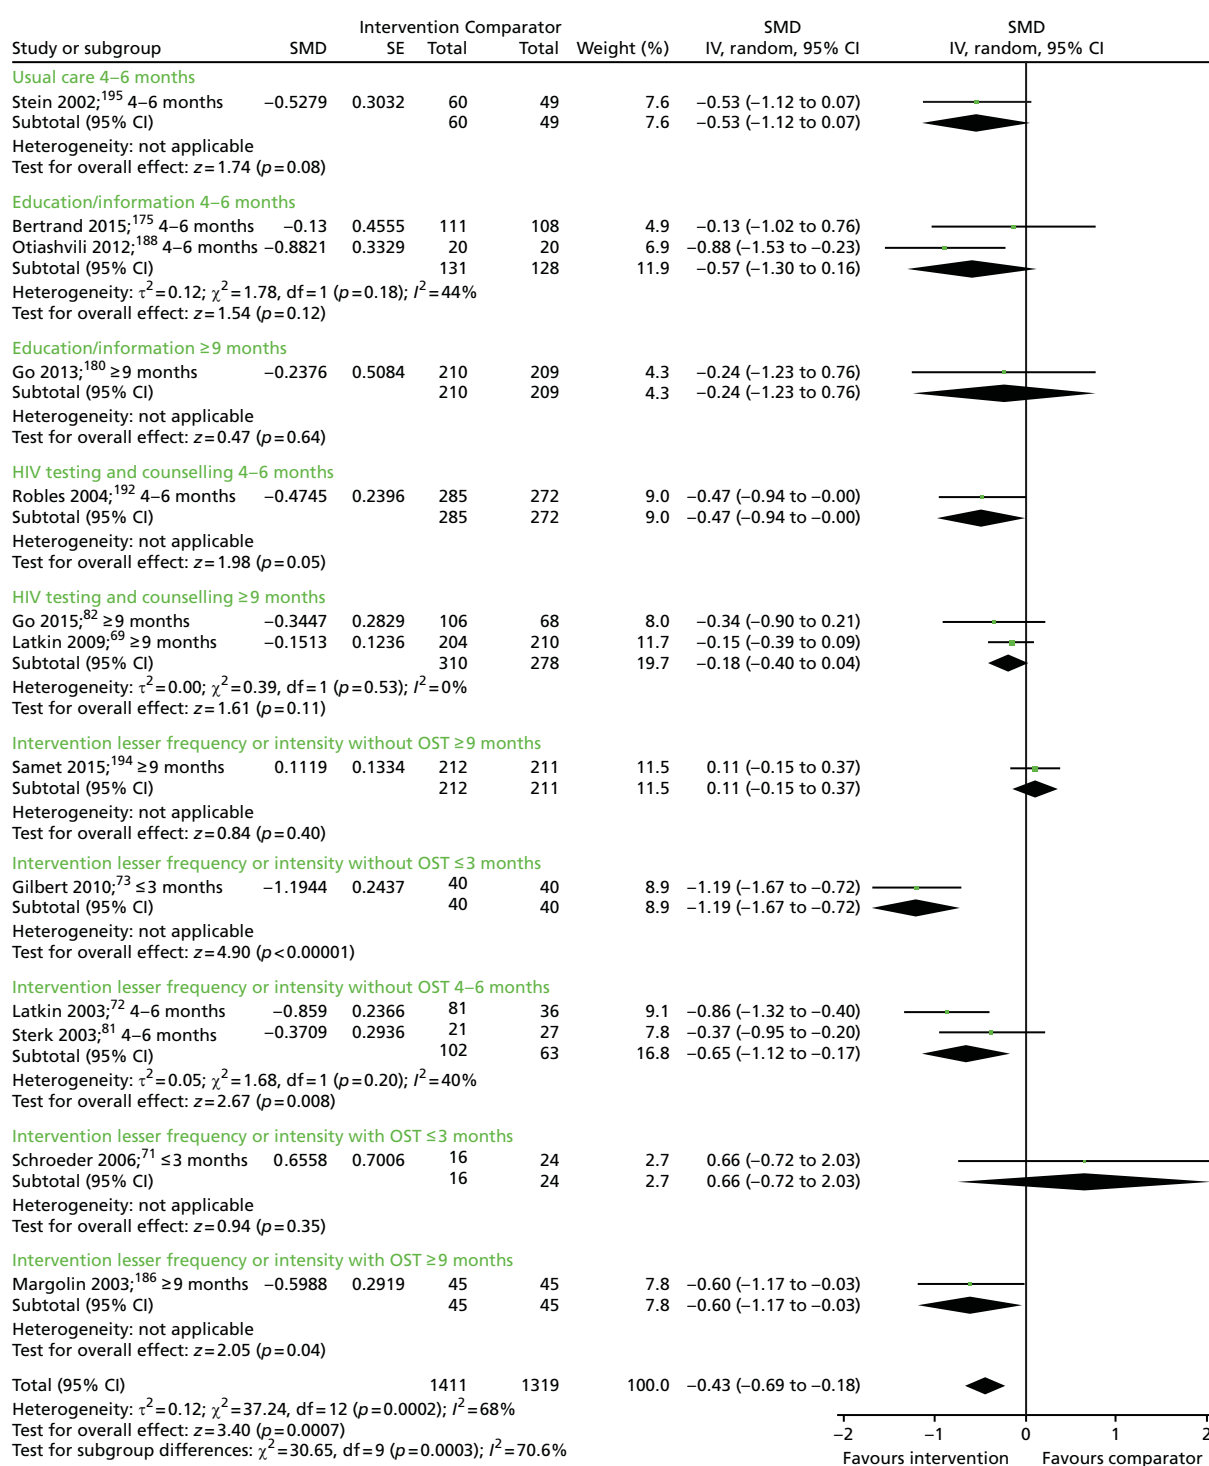 Intervention Comparator SMD SMD
Study or subgroup SMD SE Total Total Weight (%) IV, random, 95% CI IV, random, 95% CI
Usual care 4–6 months
Stein 2002;195 4–6 months −0.5279 0.3032 60 49 7.6 −0.53 (−1.12 to 0.07)
Subtotal (95% CI) 60 49 7.6 −0.53 (−1.12 to 0.07)
Heterogeneity: not applicable
Test for overall effect: z=1.74 (p=0.08)
Education/information 4–6 months
Bertrand 2015;175 4–6 months −0.13 0.4555 111 108 4.9 −0.13 (−1.02 to 0.76)
Otiashvili 2012;188 4–6 months −0.8821 0.3329 20 20 6.9 −0.88 (−1.53 to −0.23)
Subtotal (95% CI) 131 128 11.9 −0.57 (−1.30 to 0.16)
Heterogeneity: τ2=0.12; χ2=1.78, df=1 (p=0.18); I2=44%
Test for overall effect: z=1.54 (p=0.12)
Education/information ≥9 months
Go 2013;180 ≥9 months −0.2376 0.5084 210 209 4.3 −0.24 (−1.23 to 0.76)
Subtotal (95% CI) 210 209 4.3 −0.24 (−1.23 to 0.76)
Heterogeneity: not applicable
Test for overall effect: z=0.47 (p=0.64)
HIV testing and counselling 4–6 months
Robles 2004;192 4–6 months −0.4745 0.2396 285 272 9.0 −0.47 (−0.94 to −0.00)
Subtotal (95% CI) 285 272 9.0 −0.47 (−0.94 to −0.00)
Heterogeneity: not applicable
Test for overall effect: z=1.98 (p=0.05)
HIV testing and counselling ≥9 months
Go 2015;82 ≥9 months −0.3447 0.2829 106 68 8.0 −0.34 (−0.90 to 0.21)
Latkin 2009;69 ≥9 months −0.1513 0.1236 204 210 11.7 −0.15 (−0.39 to 0.09)
Subtotal (95% CI) 310 278 19.7 −0.18 (−0.40 to 0.04)
Heterogeneity: τ2=0.00; χ2=0.39, df=1 (p=0.53); I2=0%
Test for overall effect: z=1.61 (p=0.11)
Intervention lesser frequency or intensity without OST ≥9 months
Samet 2015;194 ≥9 months 0.1119 0.1334 212 211 11.5 0.11 (−0.15 to 0.37)
Subtotal (95% CI) 212 211 11.5 0.11 (−0.15 to 0.37)
Heterogeneity: not applicable
Test for overall effect: z=0.84 (p=0.40)
Intervention lesser frequency or intensity without OST ≤3 months
Gilbert 2010;73 ≤3 months −1.1944 0.2437 40 40 8.9 −1.19 (−1.67 to −0.72)
Subtotal (95% CI) 40 40 8.9 −1.19 (−1.67 to −0.72)
Heterogeneity: not applicable
Test for overall effect: z=4.90 (p<0.00001)
Intervention lesser frequency or intensity without OST 4–6 months
Latkin 2003;72 4–6 months −0.859 0.2366 81 36 9.1 −0.86 (−1.32 to −0.40)
Sterk 2003;81 4–6 months −0.3709 0.2936 21 27 7.8 −0.37 (−0.95 to −0.20)
Subtotal (95% CI) 102 63 16.8 −0.65 (−1.12 to −0.17)
Heterogeneity: τ2=0.05; χ2=1.68, df=1 (p=0.20); I2=40%
Test for overall effect: z=2.67 (p=0.008)
Intervention lesser frequency or intensity with OST ≤3 months
Schroeder 2006;71 ≤3 months 0.6558 0.7006 16 24 2.7 0.66 (−0.72 to 2.03)
Subtotal (95% CI) 16 24 2.7 0.66 (−0.72 to 2.03)
Heterogeneity: not applicable
Test for overall effect: z=0.94 (p=0.35)
Intervention lesser frequency or intensity with OST ≥9 months
Margolin 2003;186 ≥9 months −0.5988 0.2919 45 45 7.8 −0.60 (−1.17 to −0.03)
Subtotal (95% CI) 45 45 7.8 −0.60 (−1.17 to −0.03)
Heterogeneity: not applicable
Test for overall effect: z=2.05 (p=0.04)
Total (95% CI) 1411 1319 100.0 −0.43 (−0.69 to −0.18)
Heterogeneity: τ2=0.12; χ2=37.24, df=12 (p=0.0002); I2=68%
Test for overall effect: z=3.40 (p=0.0007)
Test for subgroup differences: χ2=30.65, df=9 (p=0.0003); I2=70.6%
−2 −1 0 1 2
Favours intervention Favours comparator